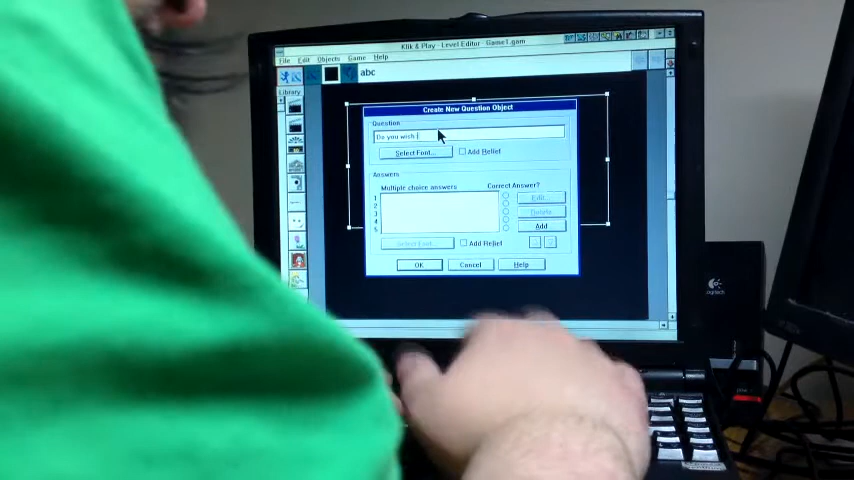 Klik & Play - Level Editor - Game1.gam
File Edit Objects Game Help
abc
Library
Create New Question Object
Question
Do you wish
Select Font...
Add Relief
Answers
Multiple choice answers
Correct Answer?
1
2
3
4
5
Edit...
Delete
Add
Select Font...
Add Relief
OK
Cancel
Help
Logitech